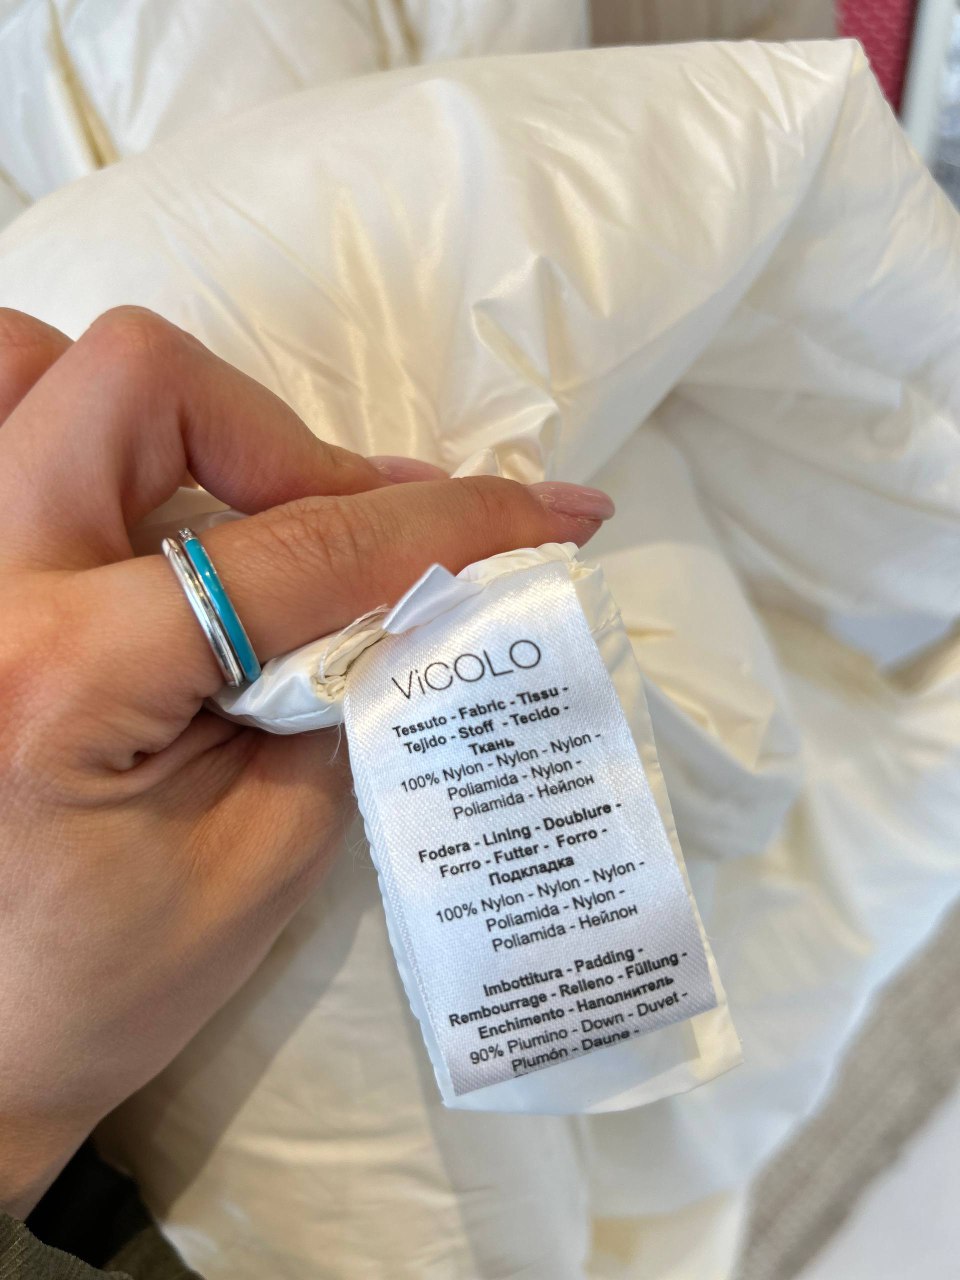 ViCOLO
Tessuto - Fabric - Tissu -
Tejido - Stoff - Tecido -
Ткань
100% Nylon - Nylon - Nylon -
Poliamida - Nylon -
Poliamida - Нейлон
Fodera - Lining - Doublure -
Forro - Futter - Forro -
Подкладка
100% Nylon - Nylon - Nylon -
Poliamida - Nylon -
Poliamida - Нейлон
Imbottitura - Padding -
Rembourrage - Relleno - Füllung -
Enchimento - Наполнитель
90% Piumino - Down - Duvet -
Plumón - Daune -